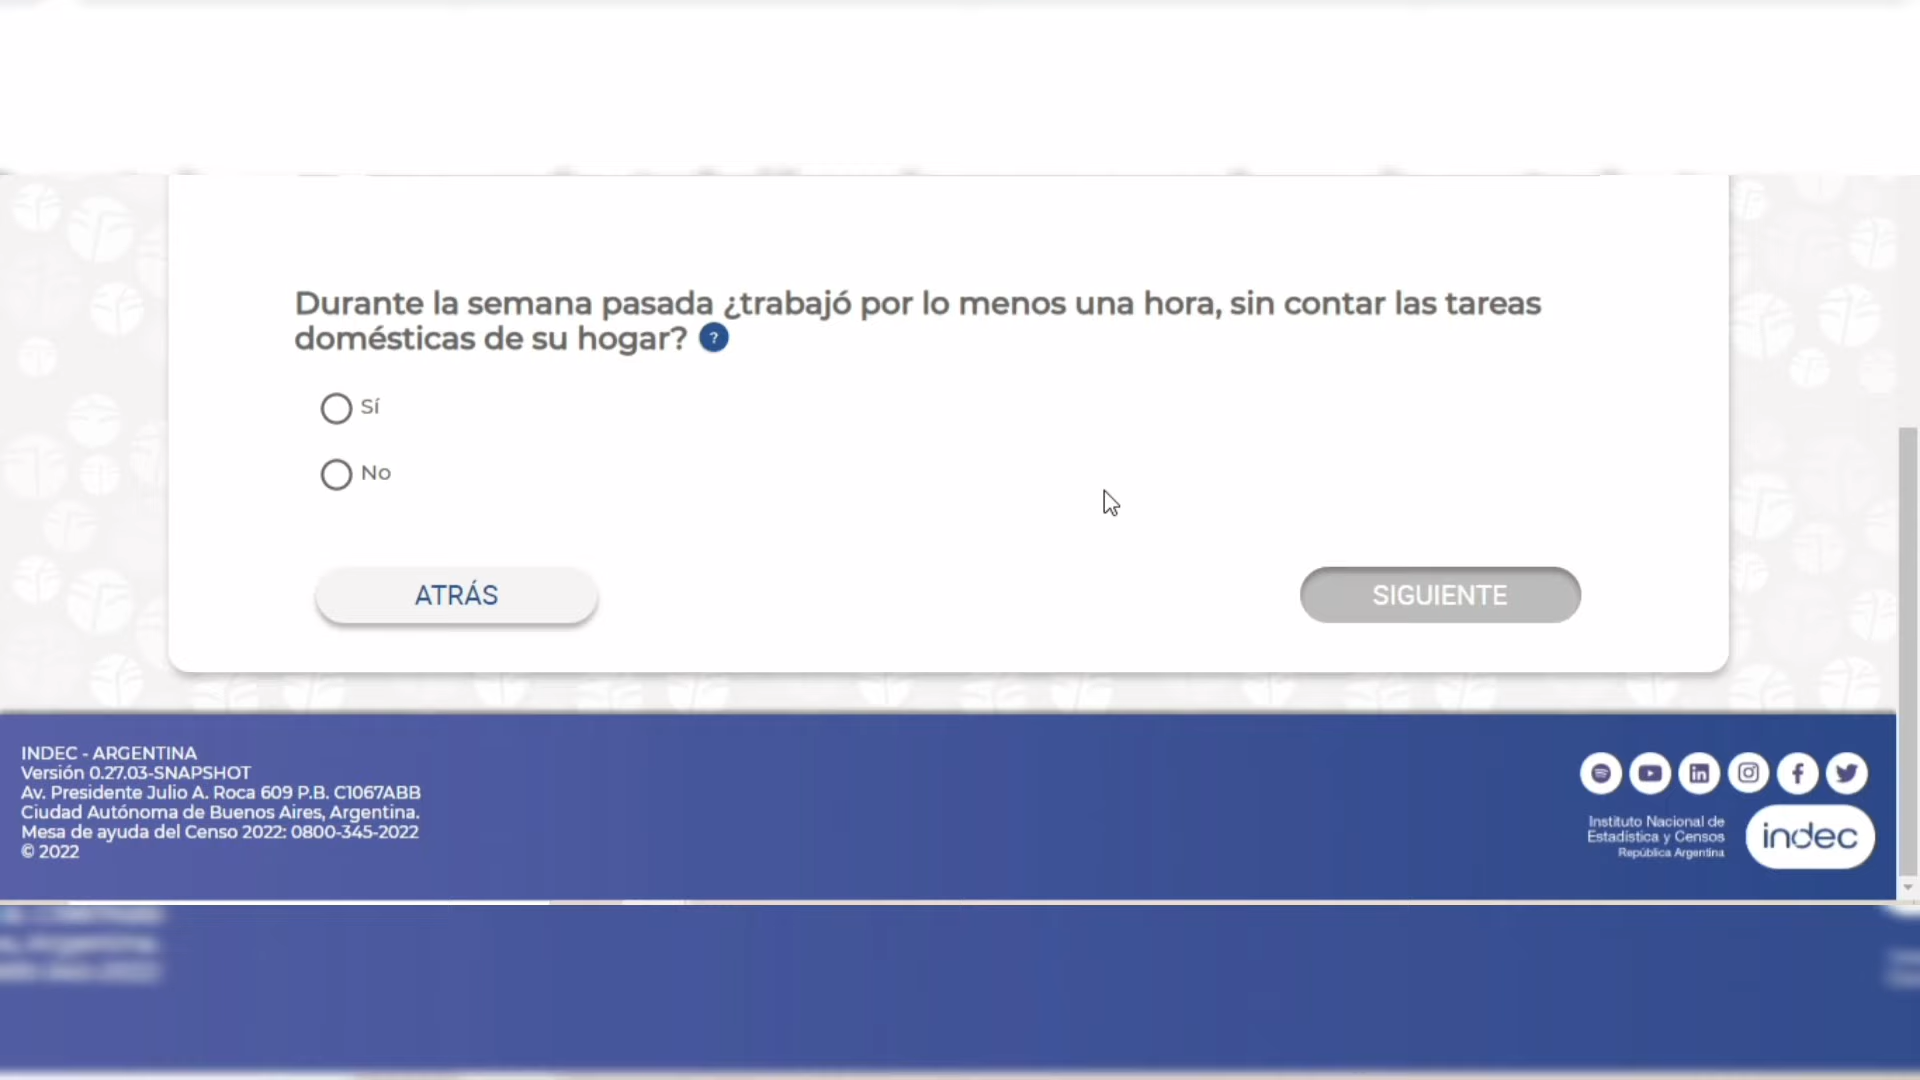 Durante la semana pasada ¿trabajó por lo menos una hora, sin contar las tareas
domésticas de su hogar? ?
Sí
No
ATRÁS
SIGUIENTE
INDEC - ARGENTINA
Versión 0.27.03-SNAPSHOT
Av. Presidente Julio A. Roca 609 P.B. C1067ABB
Ciudad Autónoma de Buenos Aires, Argentina.
Mesa de ayuda del Censo 2022: 0800-345-2022
© 2022
Instituto Nacional de
Estadística y Censos
República Argentina
indec